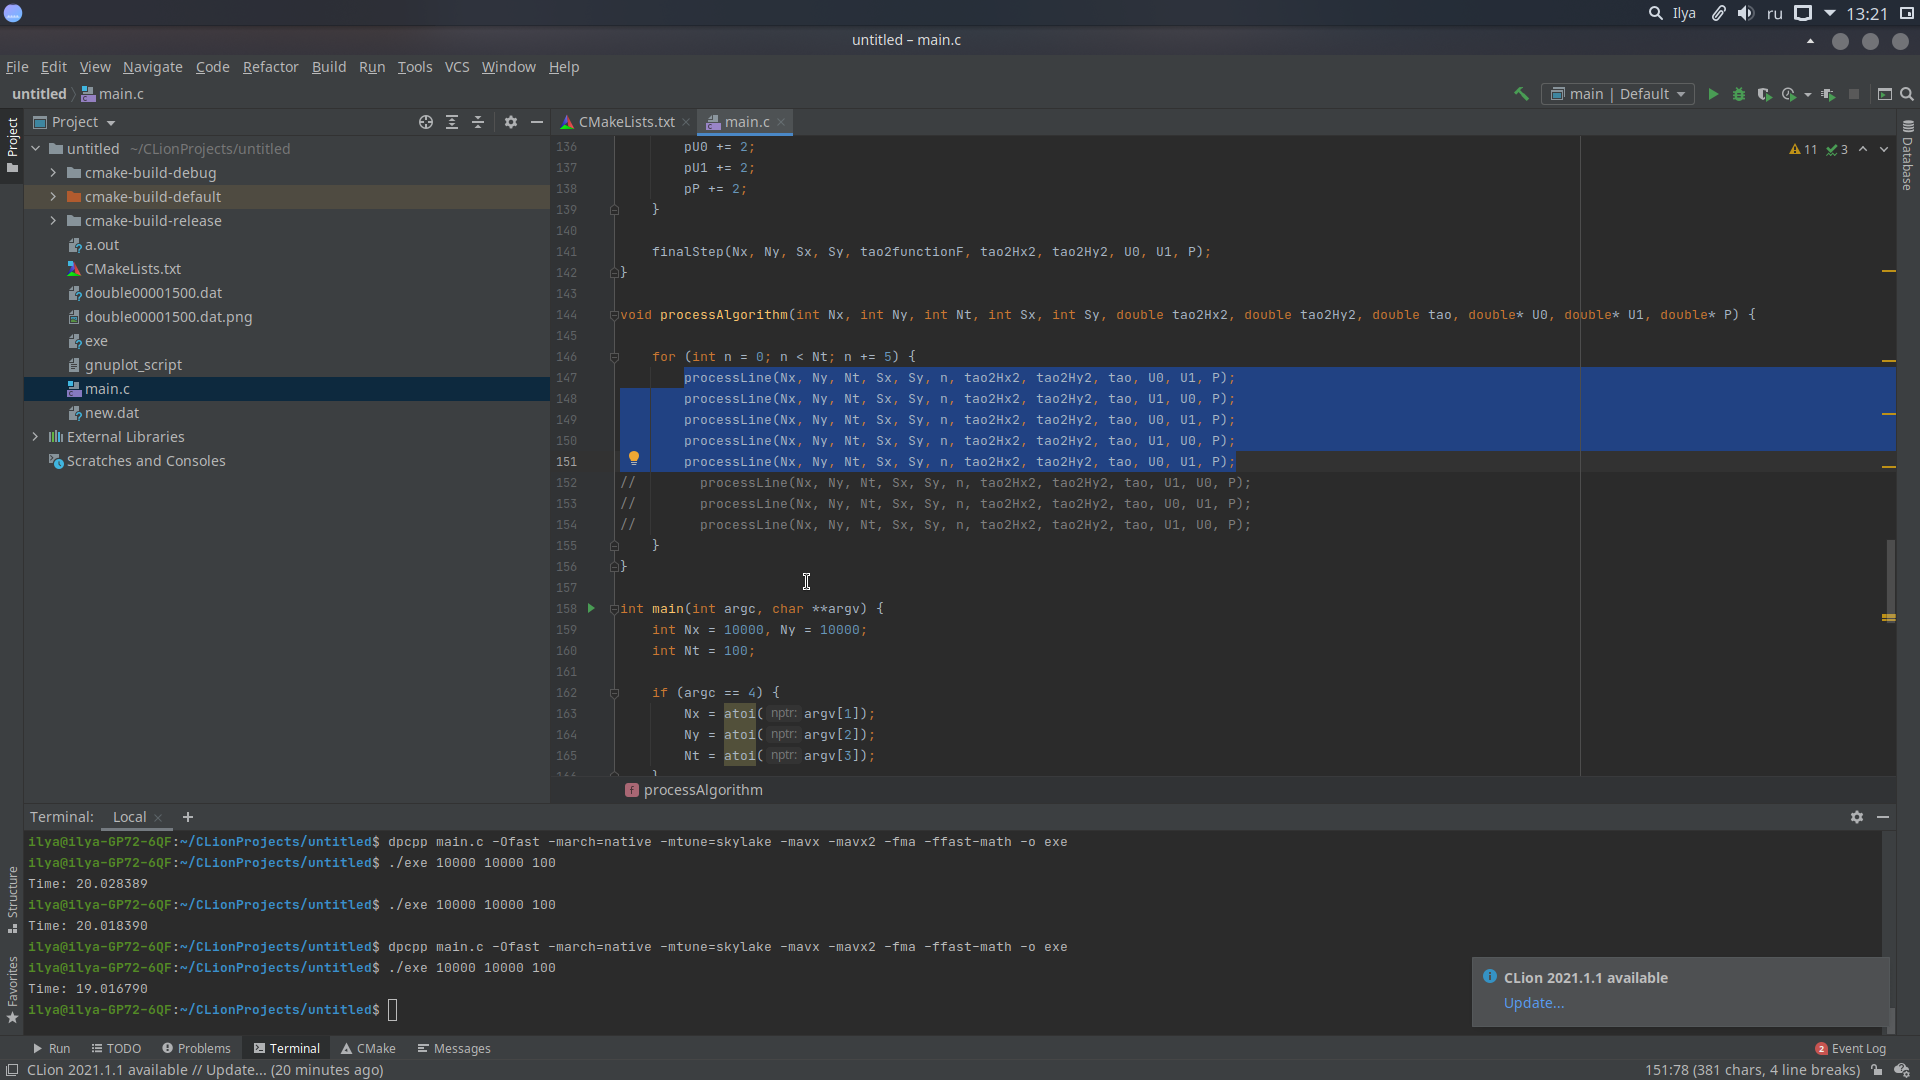 Ilya ru 13:21
untitled – main.c
File Edit View Navigate Code Refactor Build Run Tools VCS Window Help
untitled main.c main | Default
Project
Project
CMakeLists.txt main.c
Database
untitled ~/CLionProjects/untitled
cmake-build-debug
cmake-build-default
cmake-build-release
a.out
CMakeLists.txt
double00001500.dat
double00001500.dat.png
exe
gnuplot_script
main.c
new.dat
External Libraries
Scratches and Consoles
11 3
136 pU0 += 2;
137 pU1 += 2;
138 pP += 2;
139 }
140
141 finalStep(Nx, Ny, Sx, Sy, tao2functionF, tao2Hx2, tao2Hy2, U0, U1, P);
142 }
143
144 void processAlgorithm(int Nx, int Ny, int Nt, int Sx, int Sy, double tao2Hx2, double tao2Hy2, double tao, double* U0, double* U1, double* P) {
145
146 for (int n = 0; n < Nt; n += 5) {
147 processLine(Nx, Ny, Nt, Sx, Sy, n, tao2Hx2, tao2Hy2, tao, U0, U1, P);
148 processLine(Nx, Ny, Nt, Sx, Sy, n, tao2Hx2, tao2Hy2, tao, U1, U0, P);
149 processLine(Nx, Ny, Nt, Sx, Sy, n, tao2Hx2, tao2Hy2, tao, U0, U1, P);
150 processLine(Nx, Ny, Nt, Sx, Sy, n, tao2Hx2, tao2Hy2, tao, U1, U0, P);
151 processLine(Nx, Ny, Nt, Sx, Sy, n, tao2Hx2, tao2Hy2, tao, U0, U1, P);
152 // processLine(Nx, Ny, Nt, Sx, Sy, n, tao2Hx2, tao2Hy2, tao, U1, U0, P);
153 // processLine(Nx, Ny, Nt, Sx, Sy, n, tao2Hx2, tao2Hy2, tao, U0, U1, P);
154 // processLine(Nx, Ny, Nt, Sx, Sy, n, tao2Hx2, tao2Hy2, tao, U1, U0, P);
155 }
156 }
157
158 int main(int argc, char **argv) {
159 int Nx = 10000, Ny = 10000;
160 int Nt = 100;
161
162 if (argc == 4) {
163 Nx = atoi( nptr: argv[1]);
164 Ny = atoi( nptr: argv[2]);
165 Nt = atoi( nptr: argv[3]);
f processAlgorithm
Terminal: Local
ilya@ilya-GP72-6QF:~/CLionProjects/untitled$ dpcpp main.c -Ofast -march=native -mtune=skylake -mavx -mavx2 -fma -ffast-math -o exe
ilya@ilya-GP72-6QF:~/CLionProjects/untitled$ ./exe 10000 10000 100
Time: 20.028389
ilya@ilya-GP72-6QF:~/CLionProjects/untitled$ ./exe 10000 10000 100
Time: 20.018390
ilya@ilya-GP72-6QF:~/CLionProjects/untitled$ dpcpp main.c -Ofast -march=native -mtune=skylake -mavx -mavx2 -fma -ffast-math -o exe
ilya@ilya-GP72-6QF:~/CLionProjects/untitled$ ./exe 10000 10000 100
Time: 19.016790
ilya@ilya-GP72-6QF:~/CLionProjects/untitled$
Structure
Favorites
CLion 2021.1.1 available
Update...
Run TODO Problems Terminal CMake Messages 2 Event Log
CLion 2021.1.1 available // Update... (20 minutes ago) 151:78 (381 chars, 4 line breaks)